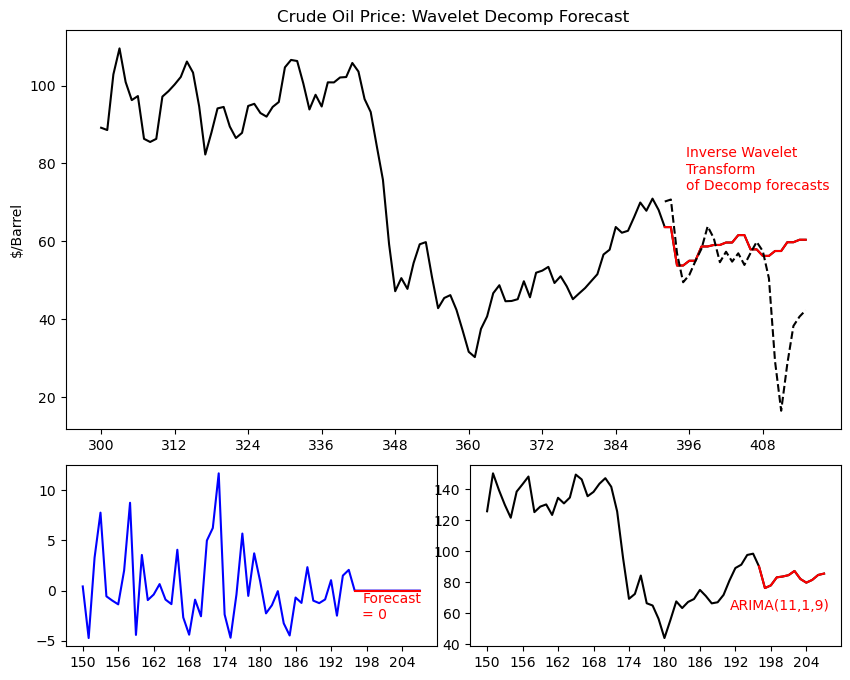 Crude Oil Price: Wavelet Decomp Forecast
$/Barrel
100
80
60
40
20
Inverse Wavelet
Transform
of Decomp forecasts
300 312 324 336 348 360 372 384 396 408
10
5
0
−5
Forecast
= 0
150 156 162 168 174 180 186 192 198 204
140
120
100
80
60
40
ARIMA(11,1,9)
150 156 162 168 174 180 186 192 198 204